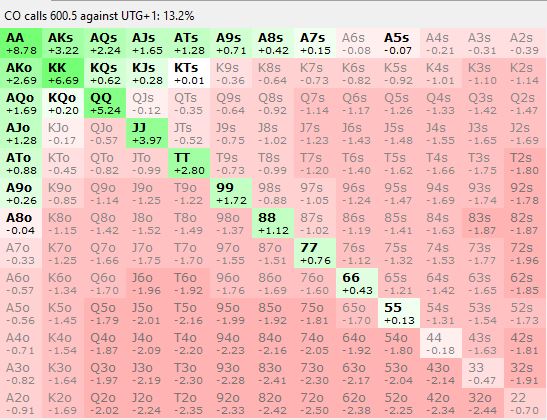 CO calls 600.5 against UTG+1: 13.2%
AA AKs AQs AJs ATs A9s A8s A7s A6s A5s A4s A3s A2s
+8.78 +3.22 +2.24 +1.65 +1.28 +0.71 +0.42 +0.15 -0.08 -0.07 -0.21 -0.31 -0.39
AKo KK KQs KJs KTs K9s K8s K7s K6s K5s K4s K3s K2s
+2.69 +6.69 +0.62 +0.28 +0.01 -0.36 -0.64 -0.73 -0.82 -0.92 -1.01 -1.10 -1.14
AQo KQo QQ QJs QTs Q9s Q8s Q7s Q6s Q5s Q4s Q3s Q2s
+1.69 +0.20 +5.24 -0.12 -0.35 -0.64 -0.92 -1.14 -1.17 -1.26 -1.33 -1.42 -1.47
AJo KJo QJo JJ JTs J9s J8s J7s J6s J5s J4s J3s J2s
+1.28 -0.17 -0.57 +3.97 -0.52 -0.75 -1.02 -1.23 -1.43 -1.48 -1.55 -1.64 -1.69
ATo KTo QTo JTo TT T9s T8s T7s T6s T5s T4s T3s T2s
+0.88 -0.45 -0.82 -0.99 +2.80 -0.73 -0.99 -1.20 -1.40 -1.62 -1.66 -1.75 -1.80
A9o K9o Q9o J9o T9o 99 98s 97s 96s 95s 94s 93s 92s
+0.26 -0.85 -1.14 -1.25 -1.22 +1.72 -0.88 -1.05 -1.24 -1.47 -1.69 -1.74 -1.79
A8o K8o Q8o J8o T8o 98o 88 87s 86s 85s 84s 83s 82s
-0.04 -1.15 -1.42 -1.52 -1.49 -1.37 +1.12 -1.02 -1.19 -1.41 -1.63 -1.87 -1.87
A7o K7o Q7o J7o T7o 97o 87o 77 76s 75s 74s 73s 72s
-0.33 -1.25 -1.66 -1.75 -1.70 -1.55 -1.51 +0.76 -1.12 -1.32 -1.53 -1.77 -1.96
A6o K6o Q6o J6o T6o 96o 86o 76o 66 65s 64s 63s 62s
-0.57 -1.34 -1.70 -1.96 -1.92 -1.76 -1.69 -1.60 +0.43 -1.21 -1.42 -1.65 -1.85
A5o K5o Q5o J5o T5o 95o 85o 75o 65o 55 54s 53s 52s
-0.56 -1.45 -1.79 -2.01 -2.16 -1.99 -1.92 -1.81 -1.70 +0.13 -1.31 -1.54 -1.73
A4o K4o Q4o J4o T4o 94o 84o 74o 64o 54o 44 43s 42s
-0.71 -1.54 -1.87 -2.09 -2.20 -2.23 -2.16 -2.05 -1.92 -1.80 -0.18 -1.63 -1.81
A3o K3o Q3o J3o T3o 93o 83o 73o 63o 53o 43o 33 32s
-0.82 -1.64 -1.97 -2.19 -2.30 -2.28 -2.41 -2.30 -2.17 -2.04 -2.14 -0.47 -1.91
A2o K2o Q2o J2o T2o 92o 82o 72o 62o 52o 42o 32o 22
-0.91 -1.69 -2.02 -2.24 -2.35 -2.33 -2.42 -2.50 -2.38 -2.25 -2.34 -2.44 -0.70